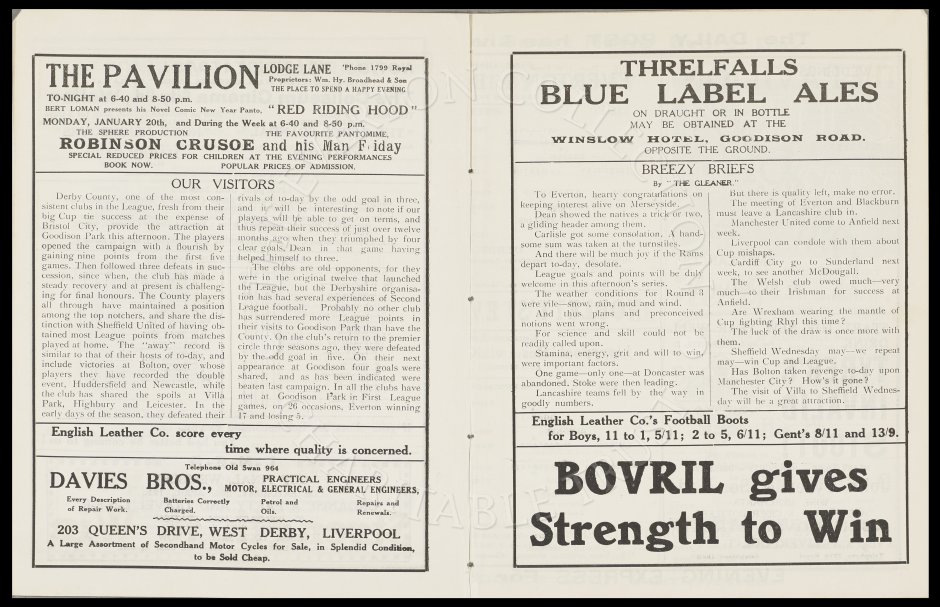 THE PAVILION
LODGE LANE 'Phone 1799 Royal
Proprietors: Wm. Hy. Broadhead & Son
THE PLACE TO SPEND A HAPPY EVENING
TO-NIGHT at 6-40 and 8-50 p.m.
BERT LOMAN presents his Novel Comic New Year Panto, "RED RIDING HOOD"
MONDAY, JANUARY 20th, and During the Week at 6-40 and 8-50 p.m.
THE SPHERE PRODUCTION THE FAVOURITE PANTOMIME,
ROBINSON CRUSOE and his Man Friday
SPECIAL REDUCED PRICES FOR CHILDREN AT THE EVENING PERFORMANCES
BOOK NOW. POPULAR PRICES OF ADMISSION.
OUR VISITORS
Derby County, one of the most con-
sistent clubs in the League, fresh from their
big Cup tie success at the expense of
Bristol City, provide the attraction at
Goodison Park this afternoon. The players
opened the campaign with a flourish by
gaining nine points from the first five
games. Then followed three defeats in suc-
cession, since when, the club has made a
steady recovery and at present is challeng-
ing for final honours. The County players
all through have maintained a position
among the top notchers, and share the dis-
tinction with Sheffield United of having ob-
tained most League points from matches
played at home. The "away" record is
similar to that of their hosts of to-day, and
include victories at Bolton, over whose
players they have recorded the double
event, Huddersfield and Newcastle, while
the club has shared the spoils at Villa
Park, Highbury and Leicester. In the
early days of the season, they defeated their
rivals of to-day by the odd goal in three,
and it will be interesting to note if our
players will be able to get on terms, and
thus repeat their success of just over twelve
months ago when they triumphed by four
clear goals, Dean in that game having
helped himself to three.
The clubs are old opponents, for they
were in the original twelve that launched
the League, but the Derbyshire organisa-
tion has had several experiences of Second
League football. Probably no other club
has surrendered more League points in
their visits to Goodison Park than have the
County. On the club's return to the premier
circle three seasons ago, they were defeated
by the odd goal in five. On their next
appearance at Goodison four goals were
shared, and as has been indicated were
beaten last campaign. In all the clubs have
met at Goodison Park in First League
games, on 26 occasions, Everton winning
17 and losing 5.
English Leather Co. score every
time where quality is concerned.
Telephone Old Swan 964
DAVIES BROS., PRACTICAL ENGINEERS
MOTOR, ELECTRICAL & GENERAL ENGINEERS,
Every Description of Repair Work. Batteries Correctly Charged. Petrol and Oils. Repairs and Renewals.
203 QUEEN'S DRIVE, WEST DERBY, LIVERPOOL
A Large Assortment of Secondhand Motor Cycles for Sale, in Splendid Condition,
to be Sold Cheap.
THRELFALLS
BLUE LABEL ALES
ON DRAUGHT OR IN BOTTLE
MAY BE OBTAINED AT THE
WINSLOW HOTEL, GOODISON ROAD.
OPPOSITE THE GROUND.
BREEZY BRIEFS
By "THE GLEANER."
To Everton, hearty congratulations on
keeping interest alive on Merseyside.
Dean showed the natives a trick or two,
a gliding header among them.
Carlisle got some consolation. A hand-
some sum was taken at the turnstiles.
And there will be much joy if the Rams
depart to-day, desolate.
League goals and points will be duly
welcome in this afternoon's series.
The weather conditions for Round 3
were vile—snow, rain, mud and wind.
And thus plans and preconceived
notions went wrong.
For science and skill could not be
readily called upon.
Stamina, energy, grit and will to win,
were important factors.
One game—only one—at Doncaster was
abandoned. Stoke were then leading.
Lancashire teams fell by the way in
goodly numbers.
But there is quality left, make no error.
The meeting of Everton and Blackburn
must leave a Lancashire club in.
Manchester United come to Anfield next
week.
Liverpool can condole with them about
Cup mishaps.
Cardiff City go to Sunderland next
week, to see another McDougall.
The Welsh club owed much—very
much—to their Irishman for success at
Anfield.
Are Wrexham wearing the mantle of
Cup fighting Rhyl this time?
The luck of the draw is once more with
them.
Sheffield Wednesday may—we repeat
may—win Cup and League.
Has Bolton taken revenge to-day upon
Manchester City? How's it gone?
The visit of Villa to Sheffield Wednes-
day will be a great attraction.
English Leather Co.'s Football Boots
for Boys, 11 to 1, 5/11; 2 to 5, 6/11; Gent's 8/11 and 13/9.
BOVRIL gives
Strength to Win